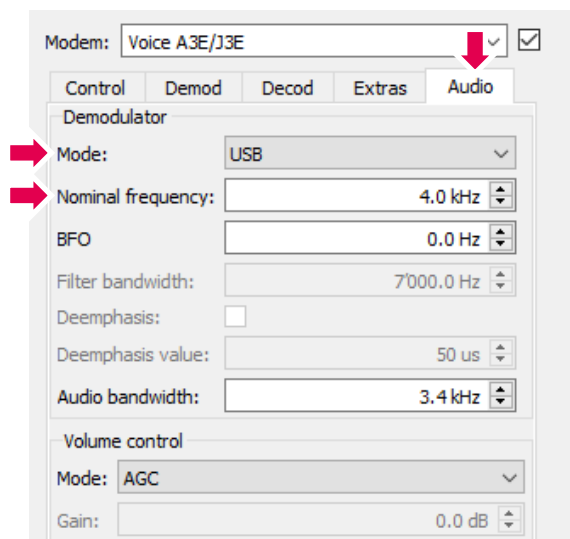 Modem: Voice A3E/J3E
Control Demod Decod Extras Audio
Demodulator
Mode: USB
Nominal frequency: 4.0 kHz
BFO 0.0 Hz
Filter bandwidth: 7'000.0 Hz
Deemphasis:
Deemphasis value: 50 us
Audio bandwidth: 3.4 kHz
Volume control
Mode: AGC
Gain: 0.0 dB